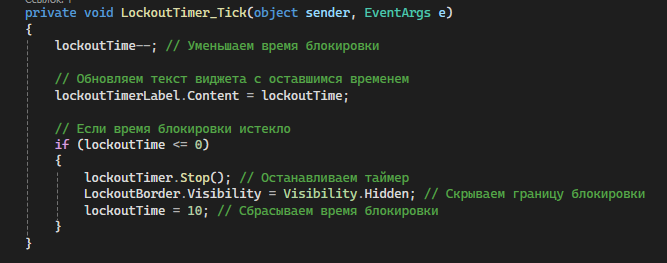 private void LockoutTimer_Tick(object sender, EventArgs e)
{
lockoutTime--; // Уменьшаем время блокировки
// Обновляем текст виджета с оставшимся временем
lockoutTimerLabel.Content = lockoutTime;
// Если время блокировки истекло
if (lockoutTime <= 0)
{
lockoutTimer.Stop(); // Останавливаем таймер
LockoutBorder.Visibility = Visibility.Hidden; // Скрываем границу блокировки
lockoutTime = 10; // Сбрасываем время блокировки
}
}